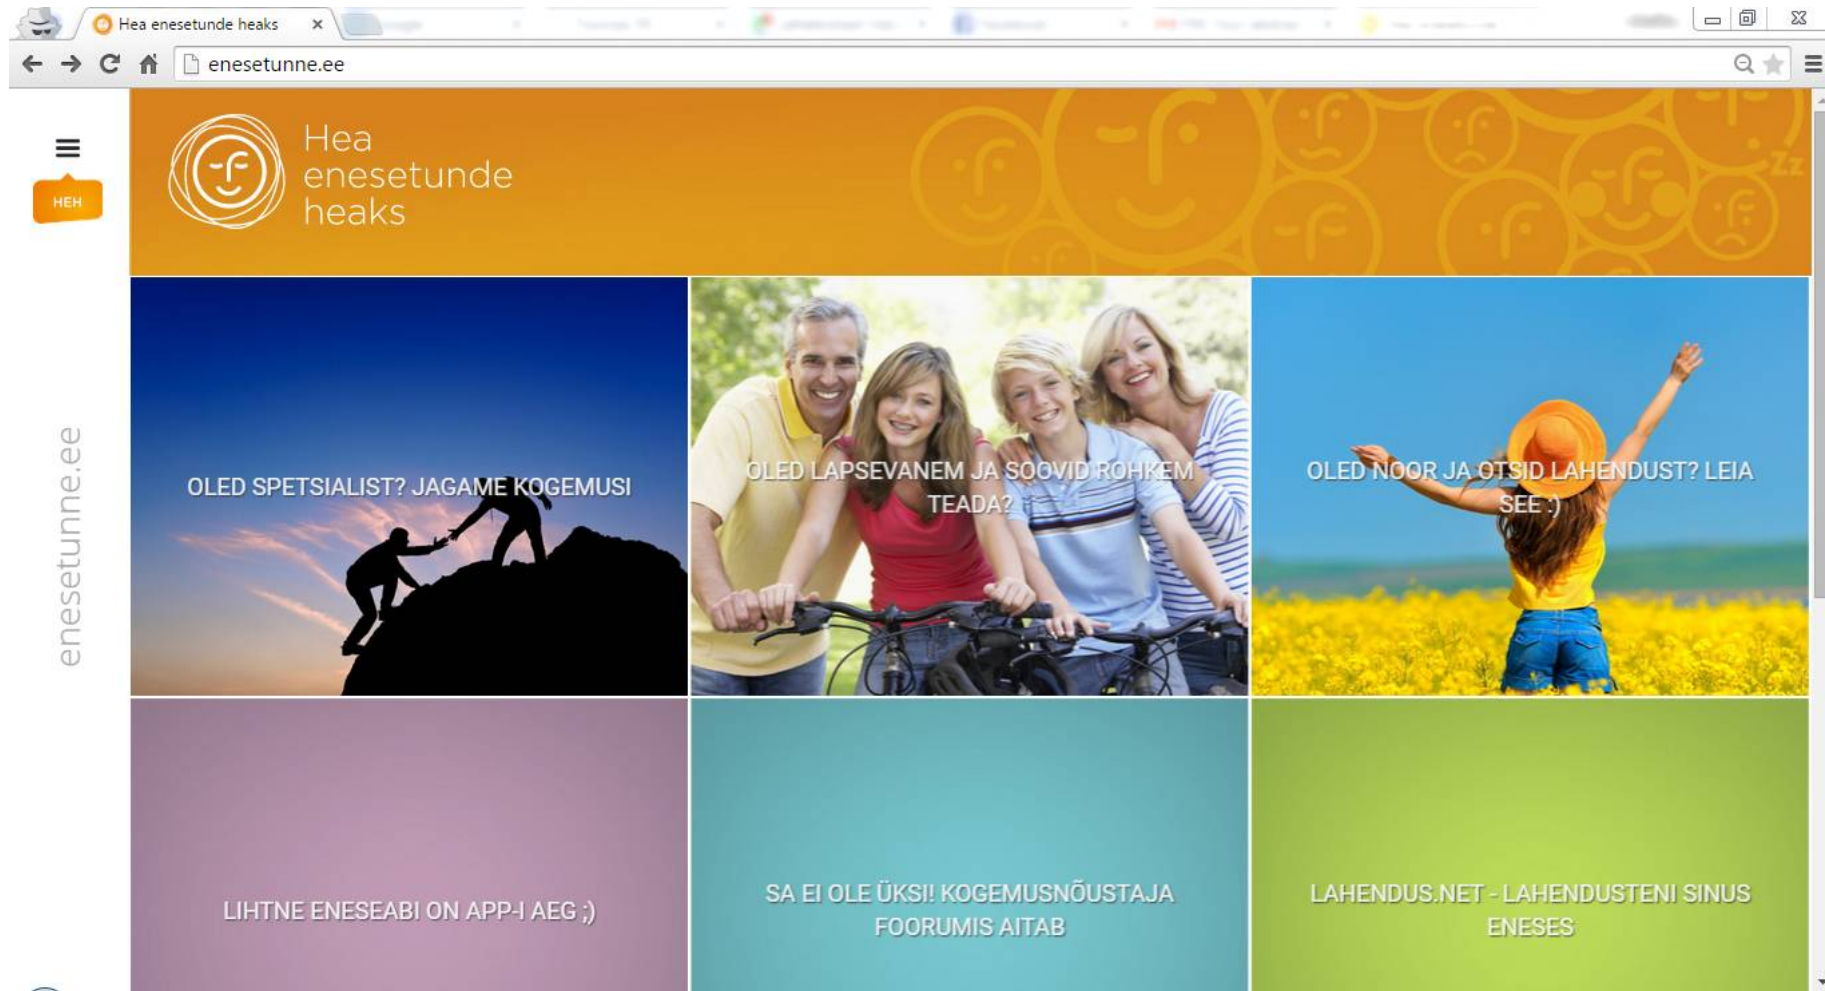 Hea enesetunde heaks
enesetunne.ee
HEH
Hea
enesetunde
heaks
Zz
enesetunne.ee
OLED SPETSIALIST? JAGAME KOGEMUSI
OLED LAPSEVANEM JA SOOVID ROHKEM
TEADA?
OLED NOOR JA OTSID LAHENDUST? LEIA
SEE :)
LIHTNE ENESEABI ON APP-I AEG ;)
SA EI OLE ÜKSI! KOGEMUSNÕUSTAJA
FOORUMIS AITAB
LAHENDUS.NET - LAHENDUSTENI SINUS
ENESES